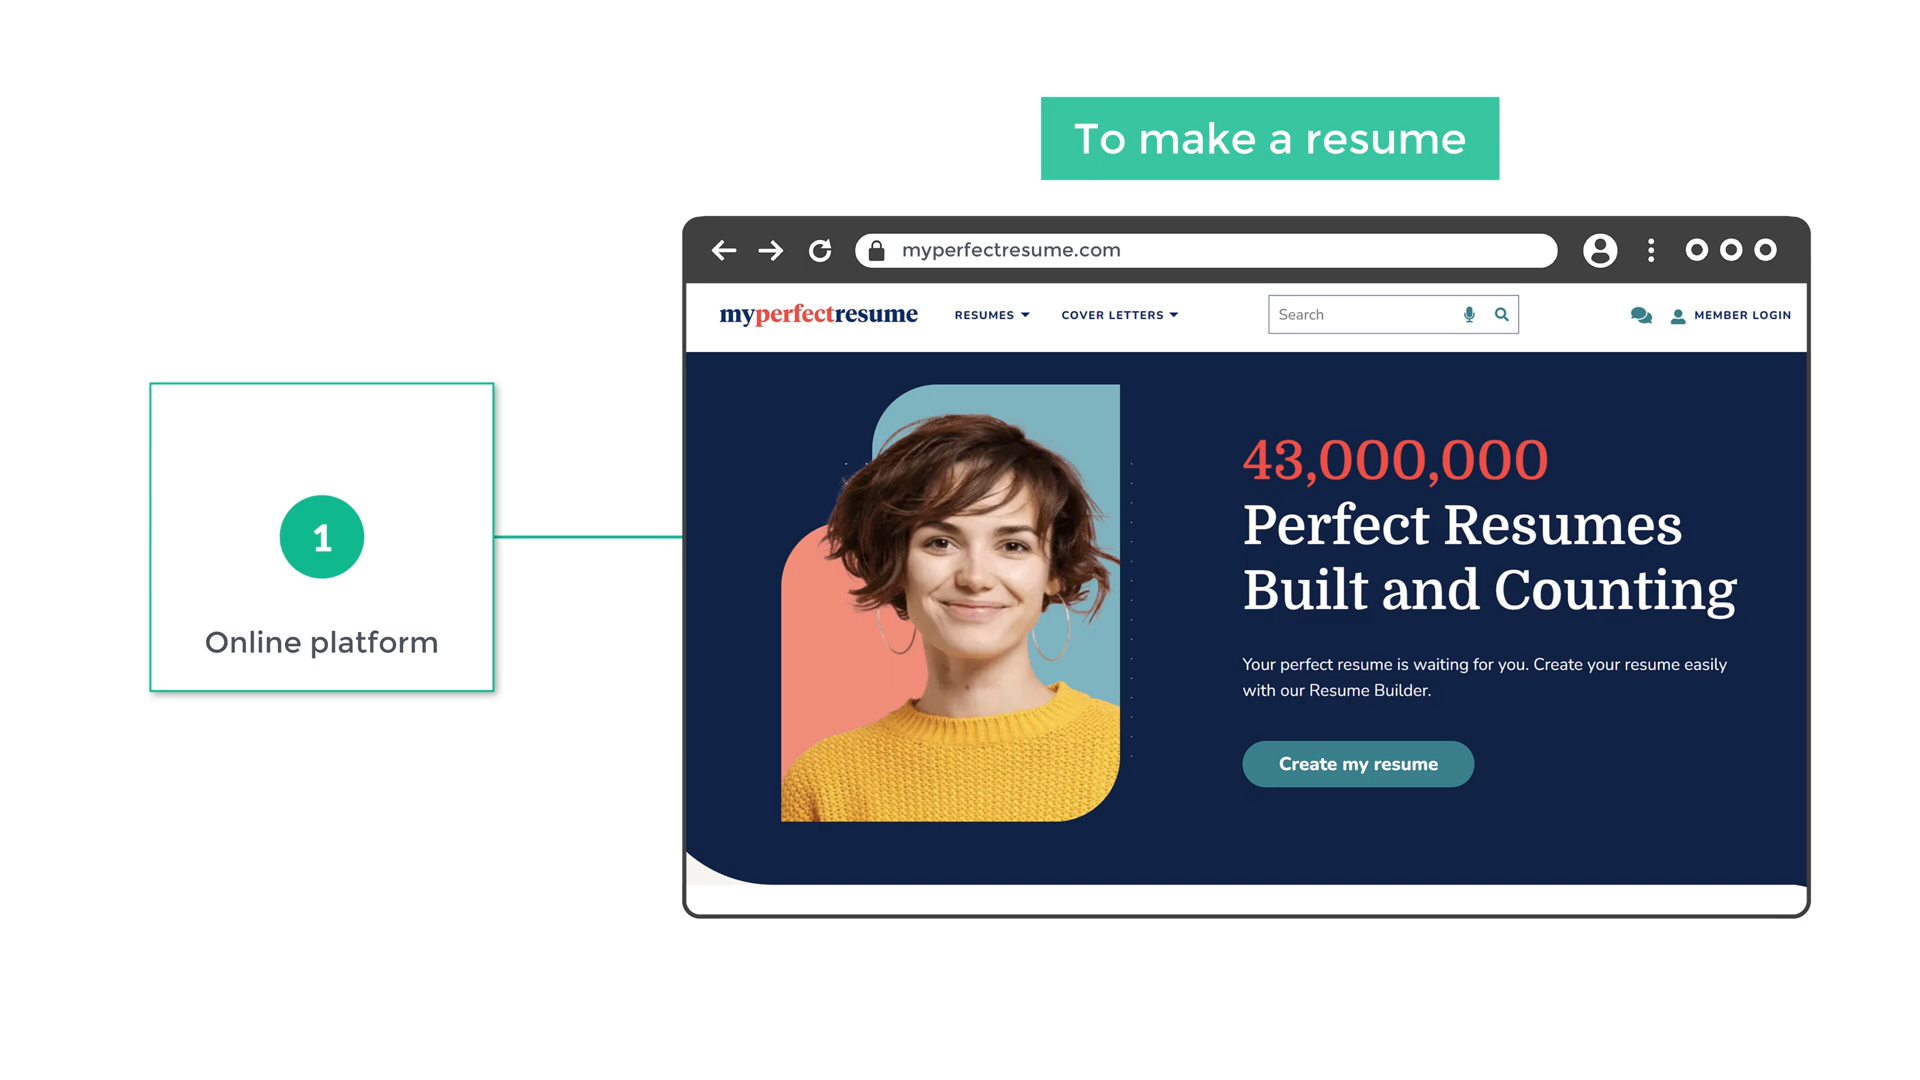 To make a resume
myperfectresume.com
myperfectresume RESUMES COVER LETTERS Search MEMBER LOGIN
1
Online platform
43,000,000
Perfect Resumes
Built and Counting
Your perfect resume is waiting for you. Create your resume easily
with our Resume Builder.
Create my resume